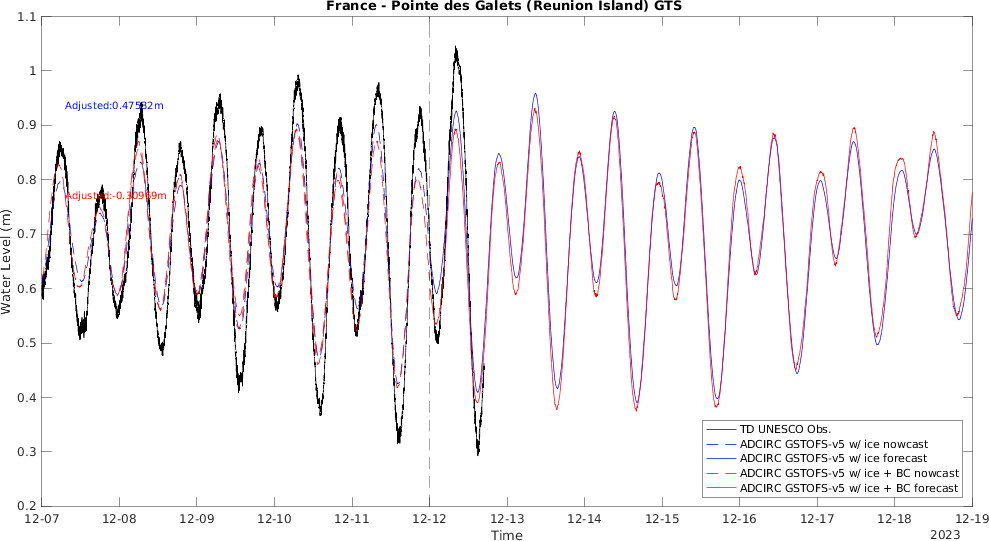 France - Pointe des Galets (Reunion Island) GTS
1.1
1
0.9
0.8
0.7
0.6
0.5
0.4
0.3
0.2
Water Level (m)
Adjusted:0.47532m
Adjusted:-0.30969m
TD UNESCO Obs.
ADCIRC GSTOFS-v5 w/ ice nowcast
ADCIRC GSTOFS-v5 w/ ice forecast
ADCIRC GSTOFS-v5 w/ ice + BC nowcast
ADCIRC GSTOFS-v5 w/ ice + BC forecast
12-07 12-08 12-09 12-10 12-11 12-12 12-13 12-14 12-15 12-16 12-17 12-18 12-19
Time
2023